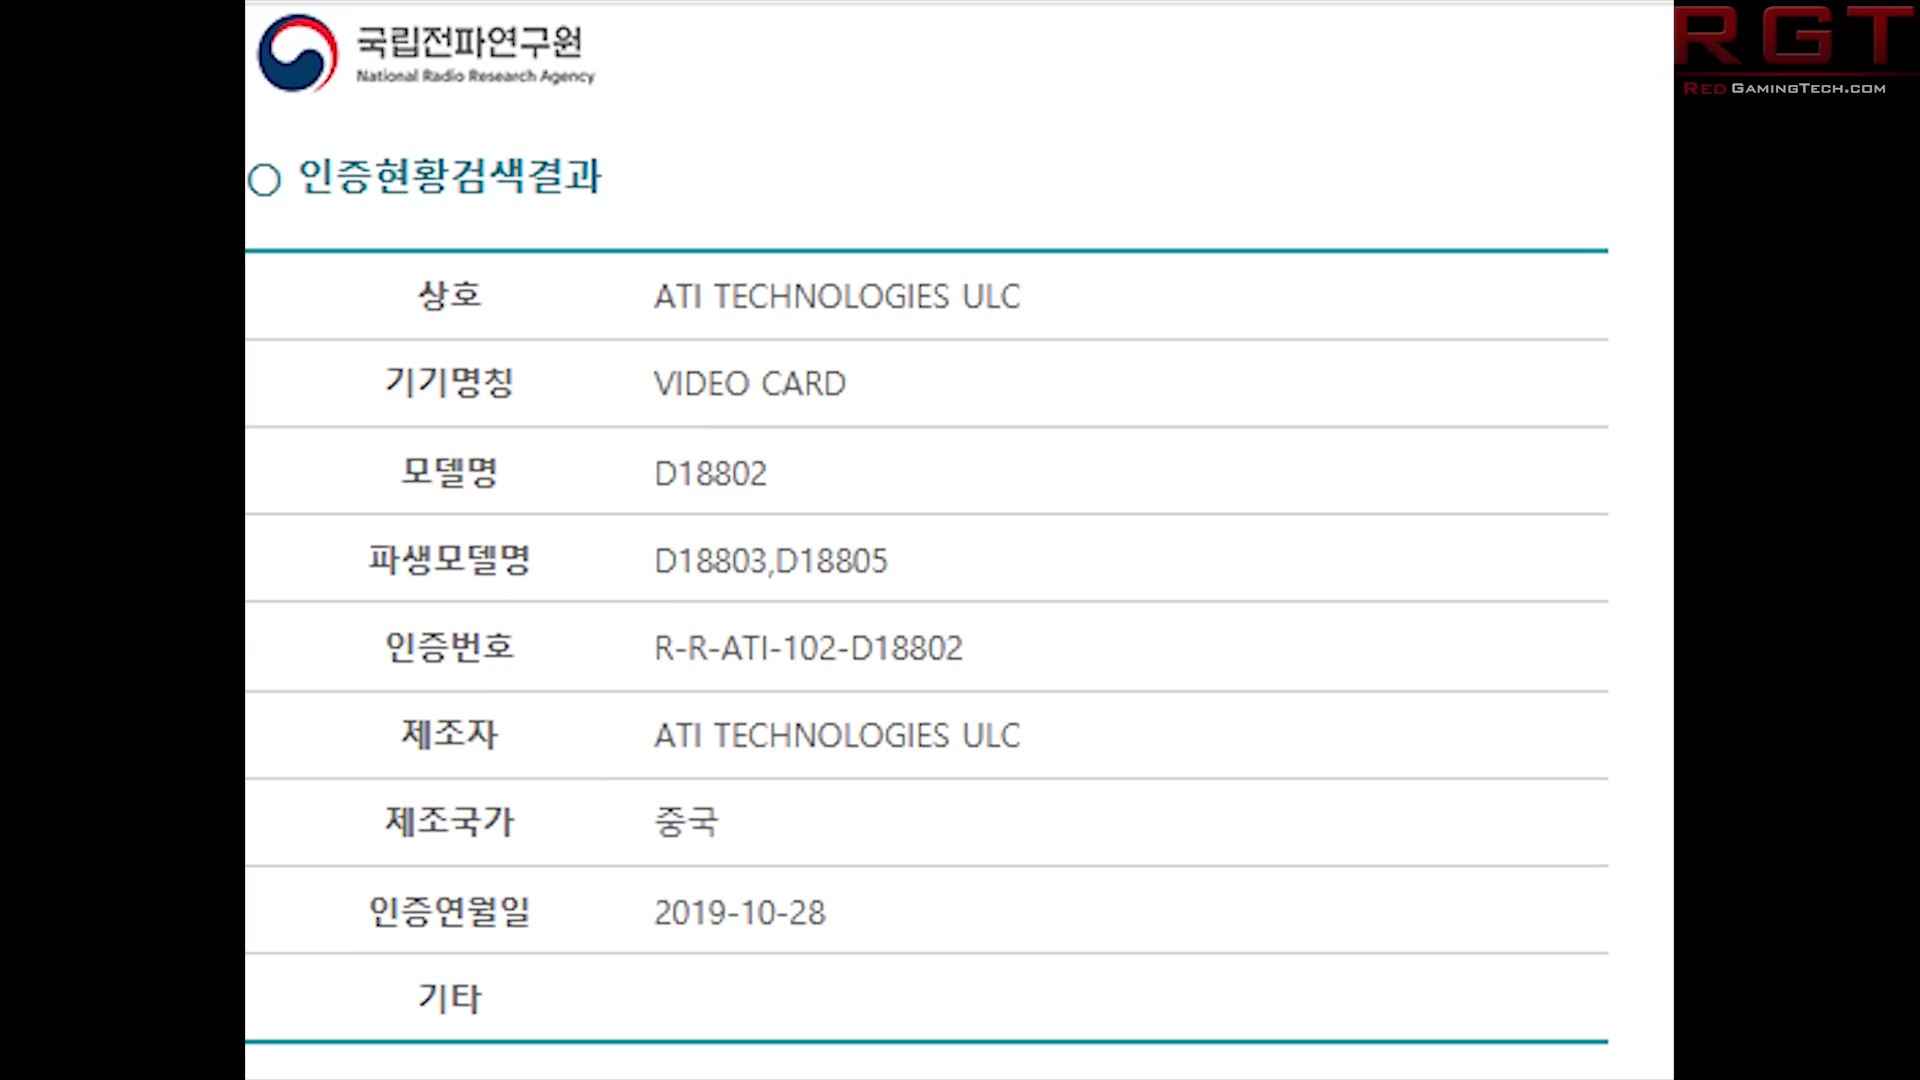 국립전파연구원
National Radio Research Agency
RGT
RED GAMINGTECH.COM
인증현황검색결과
상호 ATI TECHNOLOGIES ULC
기기명칭 VIDEO CARD
모델명 D18802
파생모델명 D18803,D18805
인증번호 R-R-ATI-102-D18802
제조자 ATI TECHNOLOGIES ULC
제조국가 중국
인증연월일 2019-10-28
기타